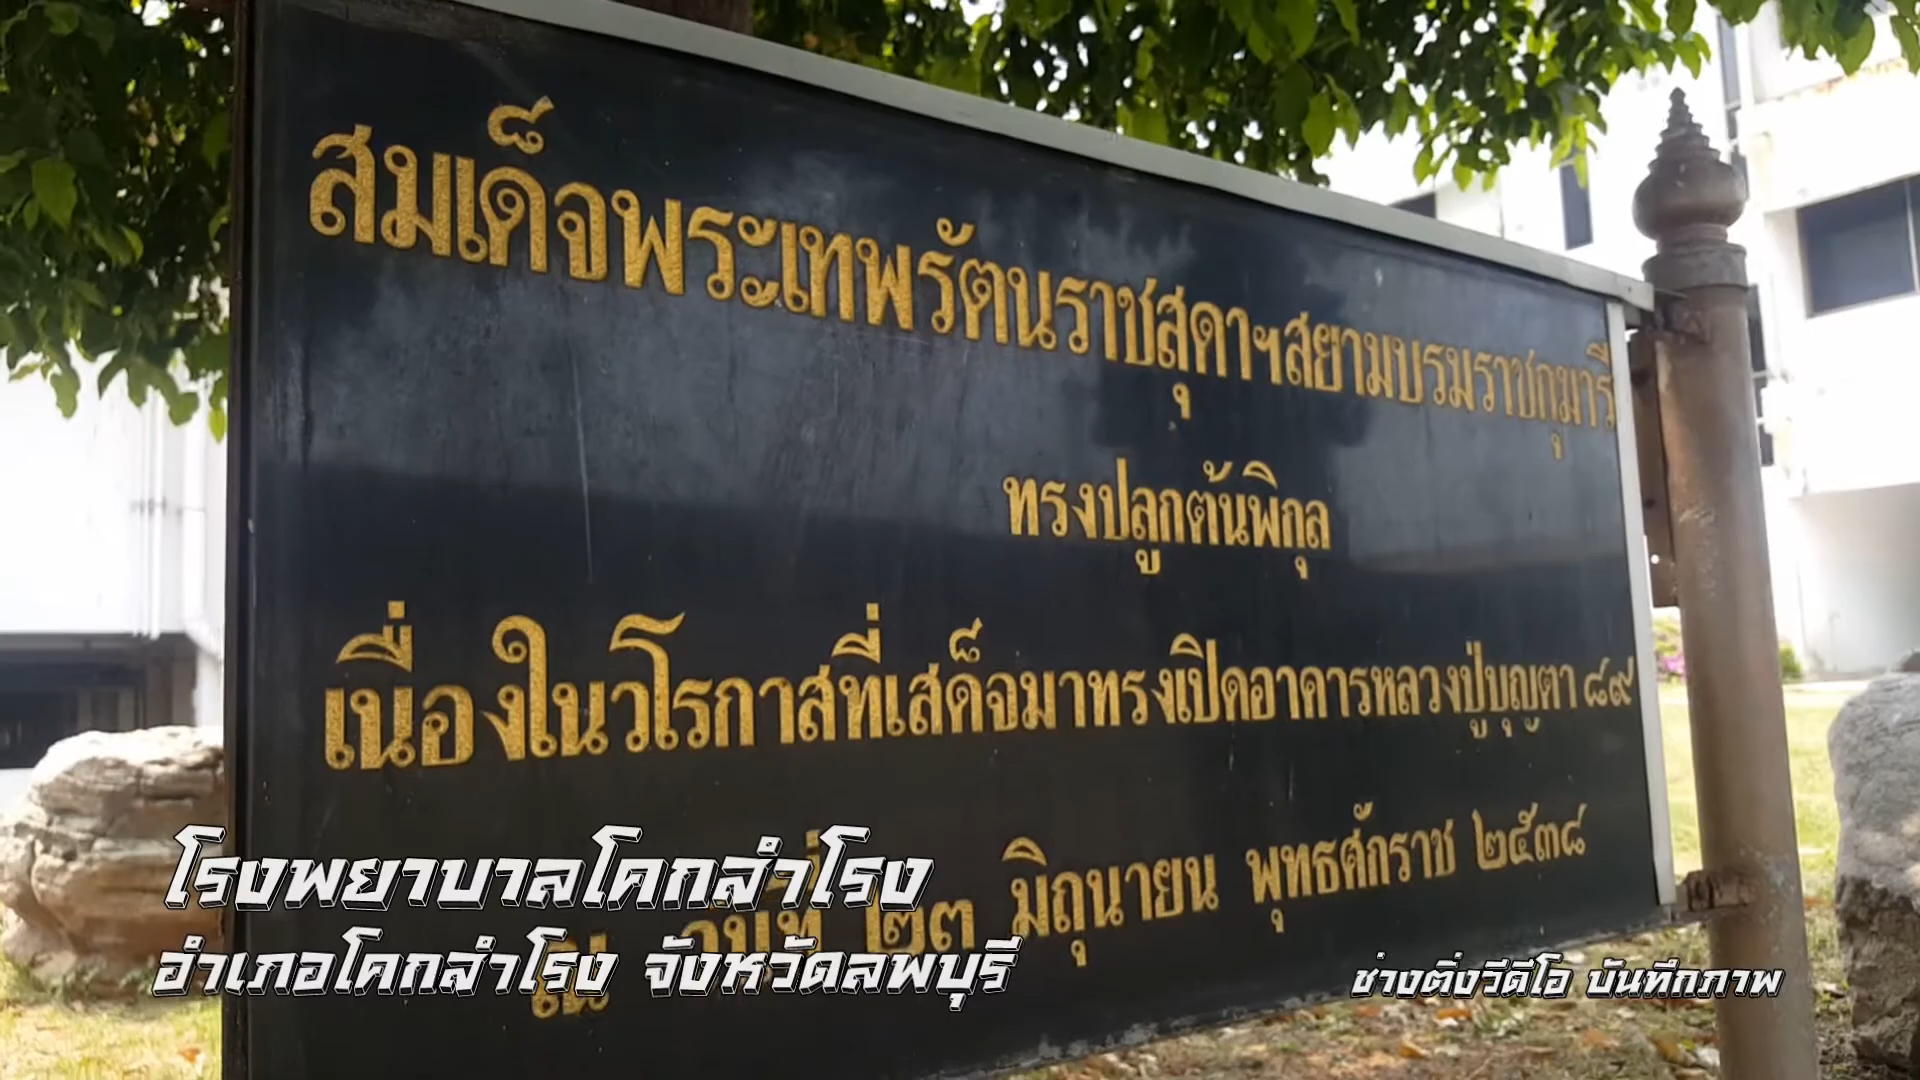 สมเด็จพระเทพรัตนราชสุดาฯสยามบรมราชกุมารี
ทรงปลูกต้นพิกุล
เนื่องในวโรกาสที่เสด็จมาทรงเปิดอาคารหลวงปู่บุญตา ๘๙
ณ วันที่ ๒๓ มิถุนายน พุทธศักราช ๒๕๓๘
โรงพยาบาลโคกสำโรง
อำเภอโคกสำโรง จังหวัดลพบุรี
ช่างติ่งวีดีโอ บันทึกภาพ